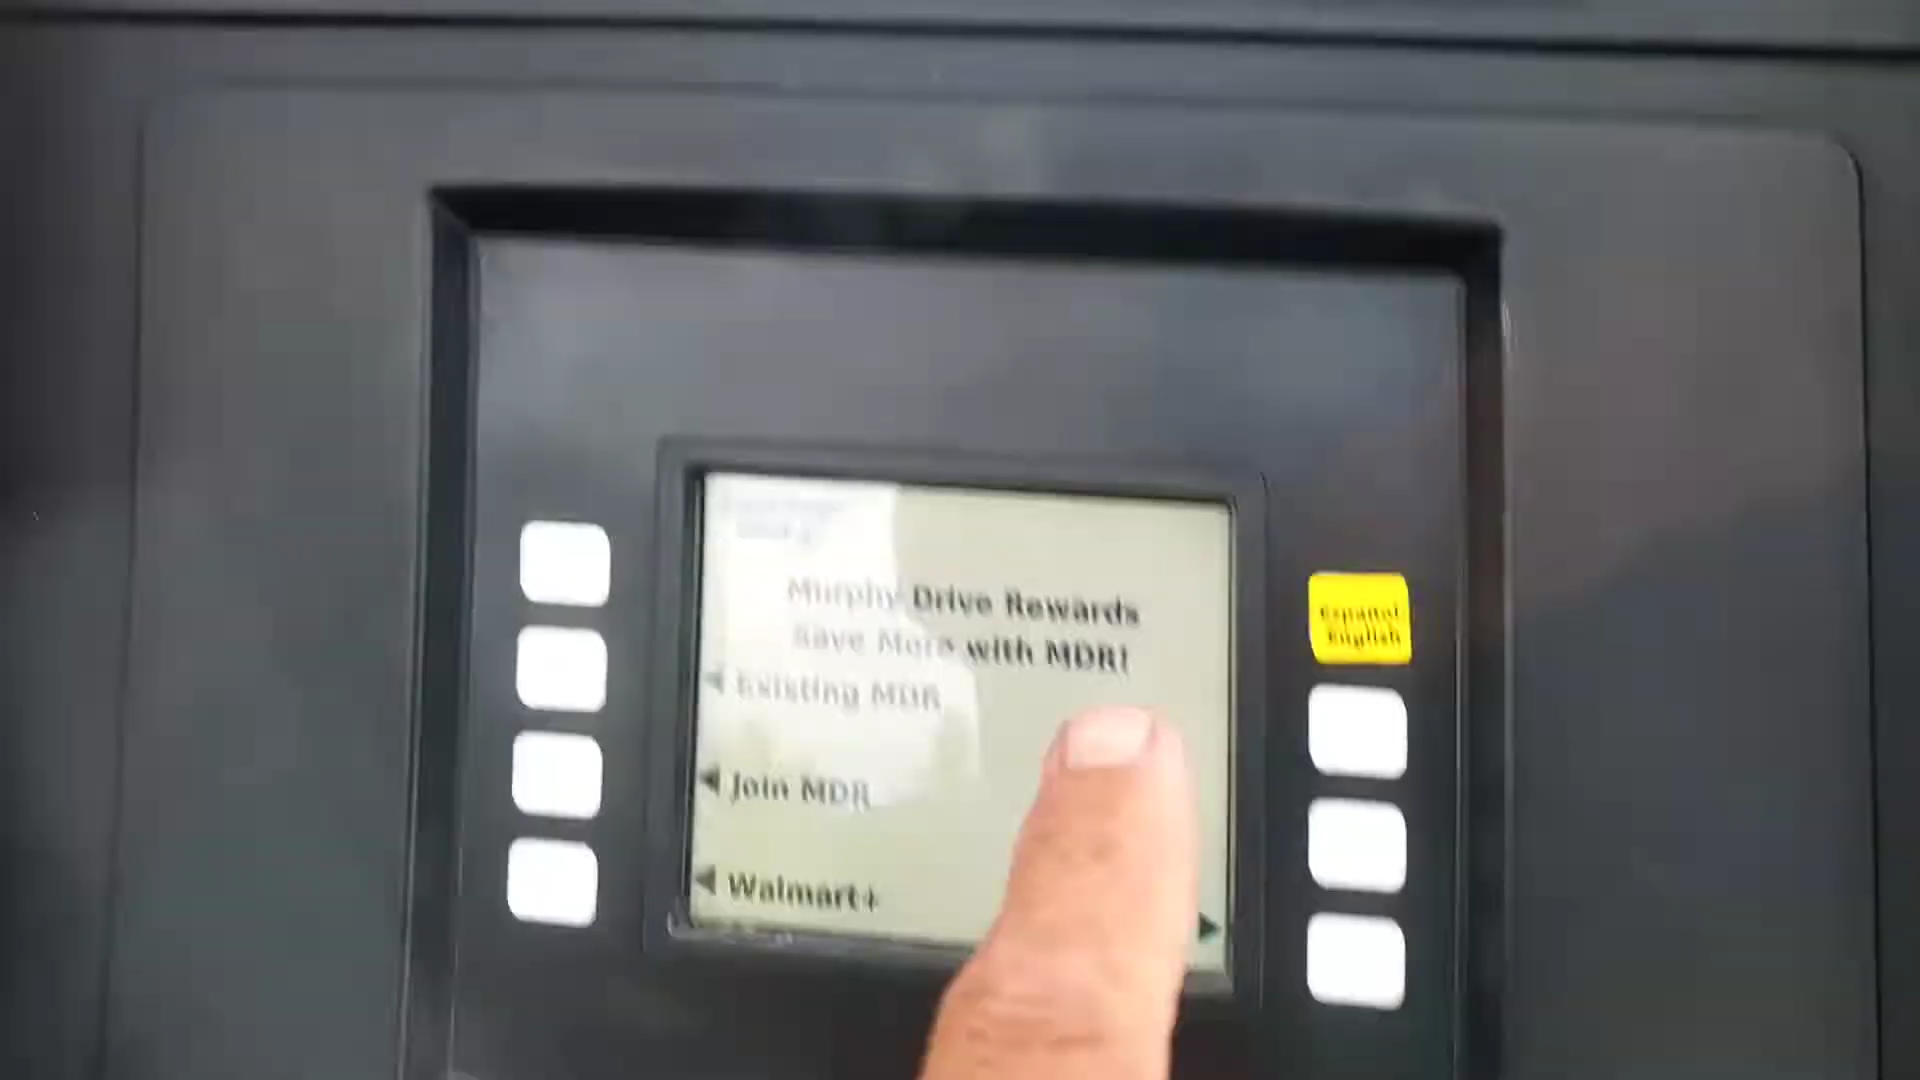 Murphy Drive Rewards
Save More with MDR!
Existing MDR
Join MDR
Walmart+
Español
English